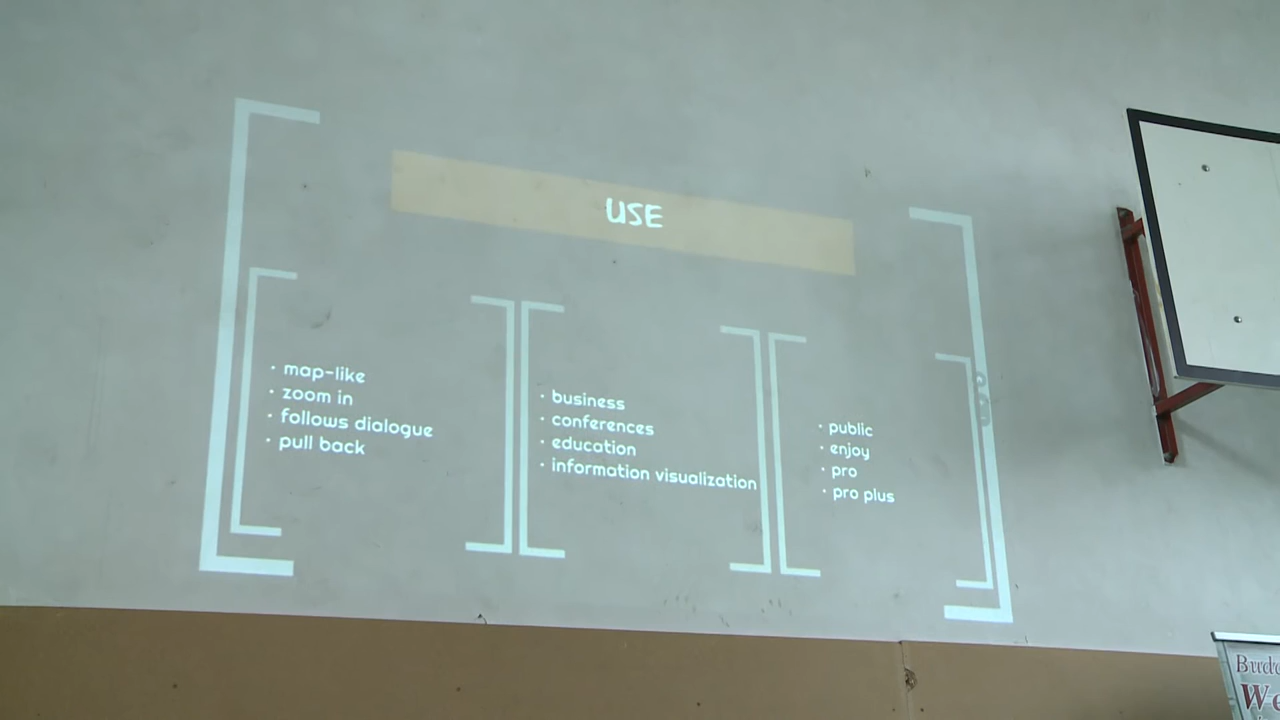 USE
· map-like
· zoom in
· follows dialogue
· pull back
· business
· conferences
· education
· information visualization
· public
· enjoy
· pro
· pro plus